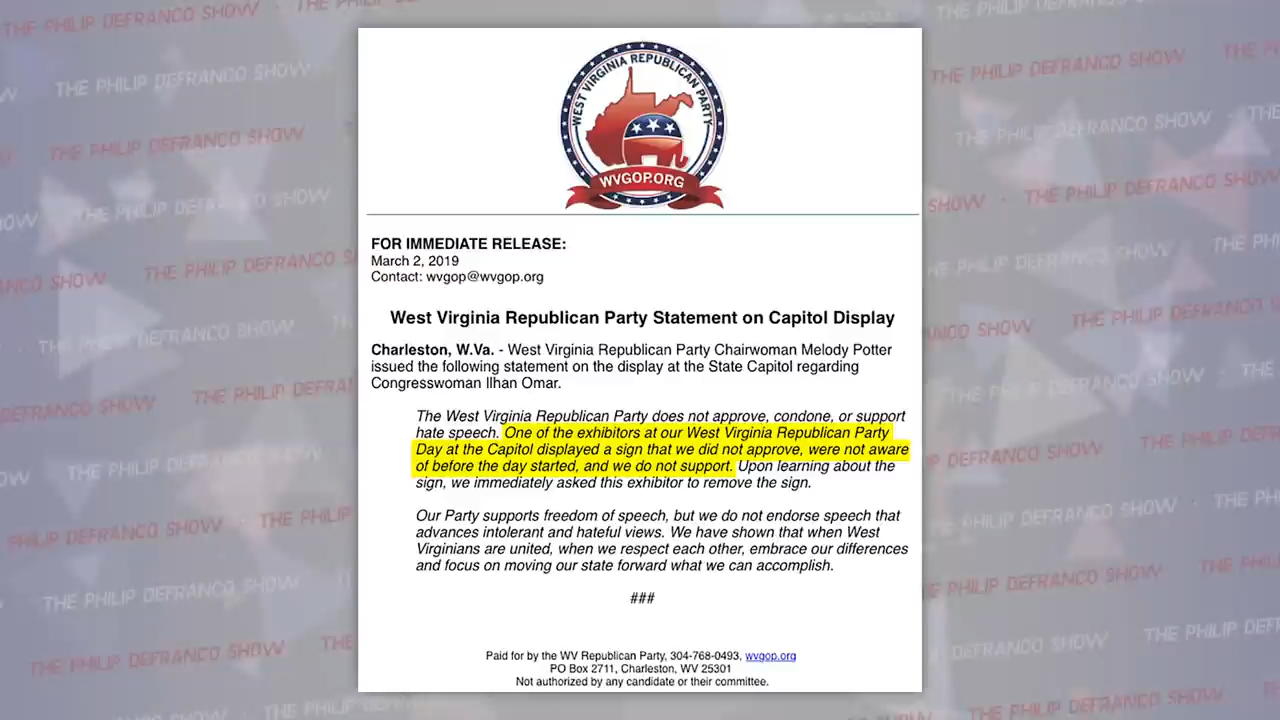 THE PHILIP DEFRANCO SHOW
WEST VIRGINIA REPUBLICAN PARTY
WVGOP.ORG
FOR IMMEDIATE RELEASE:
March 2, 2019
Contact: wvgop@wvgop.org
West Virginia Republican Party Statement on Capitol Display
Charleston, W.Va. - West Virginia Republican Party Chairwoman Melody Potter
issued the following statement on the display at the State Capitol regarding
Congresswoman Ilhan Omar.
The West Virginia Republican Party does not approve, condone, or support
hate speech. One of the exhibitors at our West Virginia Republican Party
Day at the Capitol displayed a sign that we did not approve, were not aware
of before the day started, and we do not support. Upon learning about the
sign, we immediately asked this exhibitor to remove the sign.
Our Party supports freedom of speech, but we do not endorse speech that
advances intolerant and hateful views. We have shown that when West
Virginians are united, when we respect each other, embrace our differences
and focus on moving our state forward what we can accomplish.
###
Paid for by the WV Republican Party, 304-768-0493, wvgop.org
PO Box 2711, Charleston, WV 25301
Not authorized by any candidate or their committee.